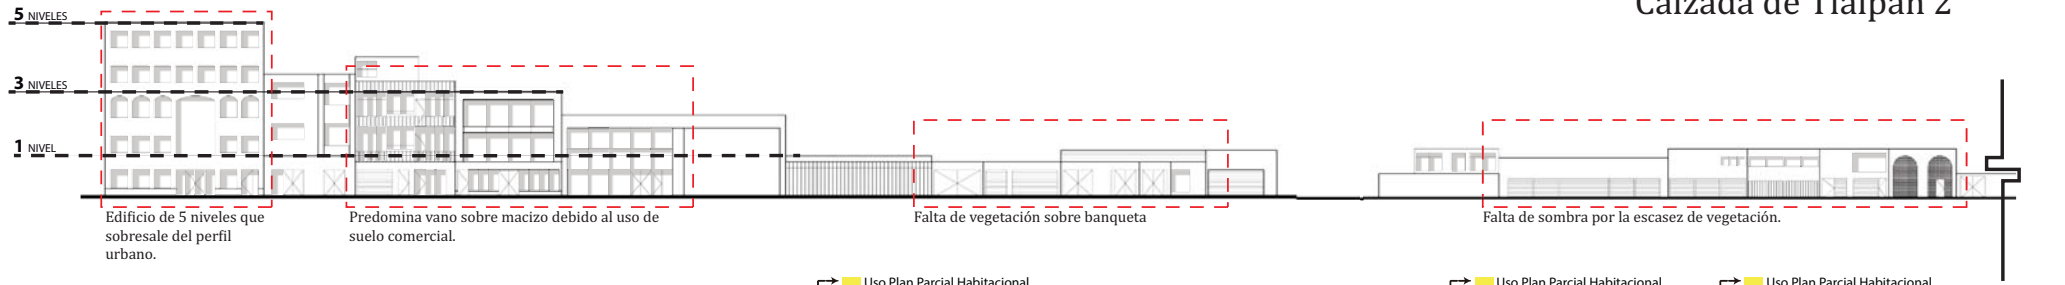 Calzada de Tlalpan 2
5 NIVELES
3 NIVELES
1 NIVEL
Edificio de 5 niveles que
sobresale del perfil
urbano.
Predomina vano sobre macizo debido al uso de
suelo comercial.
Falta de vegetación sobre banqueta
Falta de sombra por la escasez de vegetación.
Uso Plan Parcial Habitacional
Uso Plan Parcial Habitacional
Uso Plan Parcial Habitacional